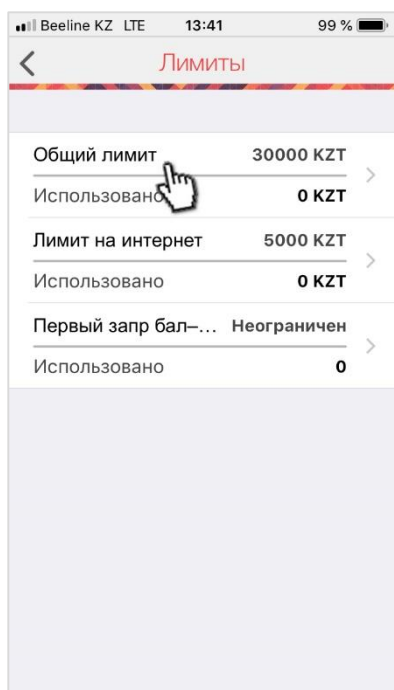 Beeline KZ LTE 13:41 99 %
Лимиты
Общий лимит 30000 KZT
Использовано 0 KZT
Лимит на интернет 5000 KZT
Использовано 0 KZT
Первый запр бал–... Неограничен
Использовано 0